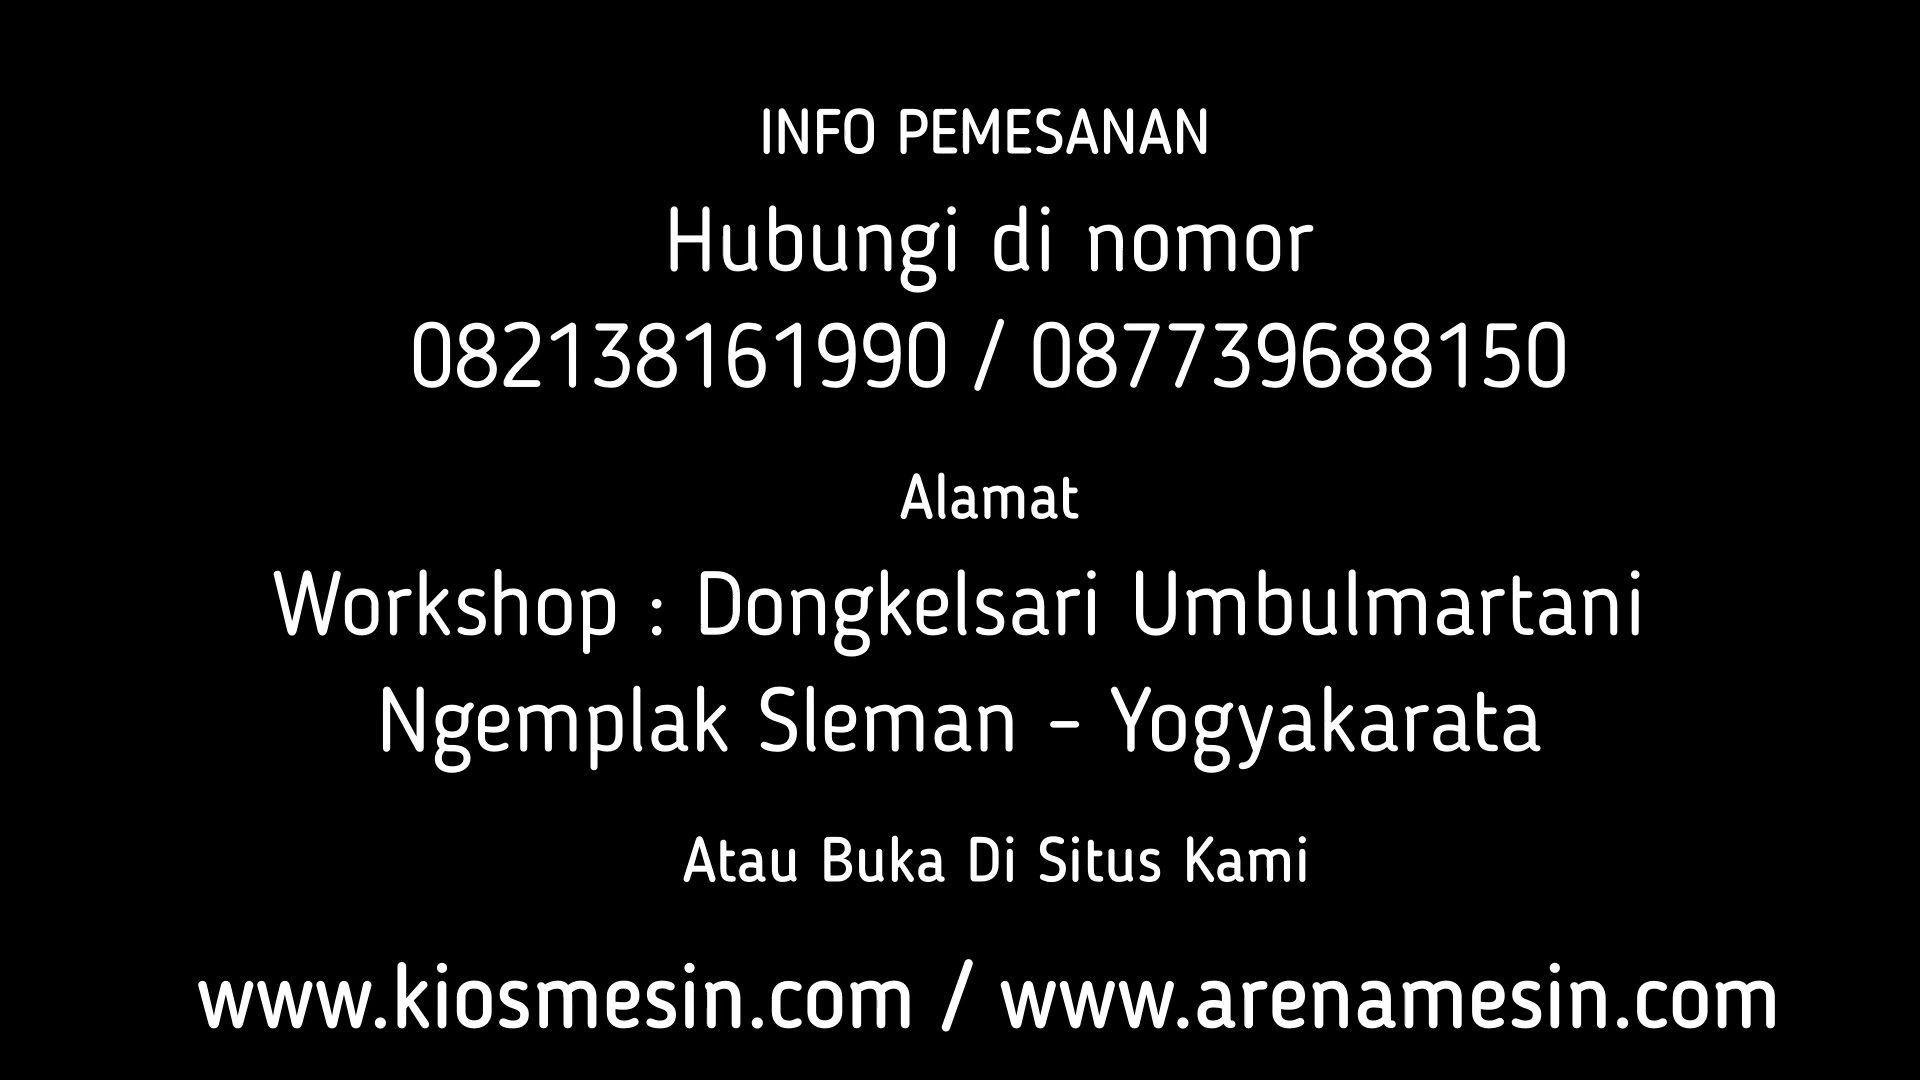 INFO PEMESANAN
Hubungi di nomor
082138161990 / 087739688150
Alamat
Workshop : Dongkelsari Umbulmartani
Ngemplak Sleman - Yogyakarata
Atau Buka Di Situs Kami
www.kiosmesin.com / www.arenamesin.com